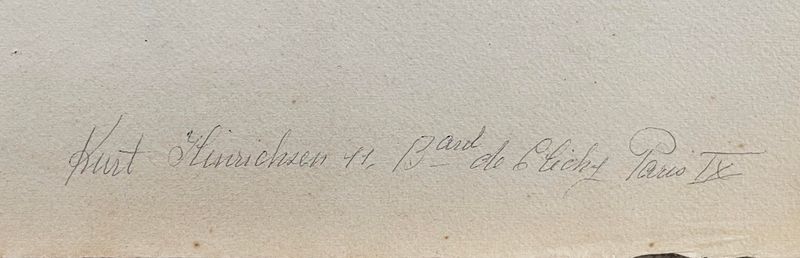 Kurt Hinrichsen 11, Bard de Clichy Paris IX